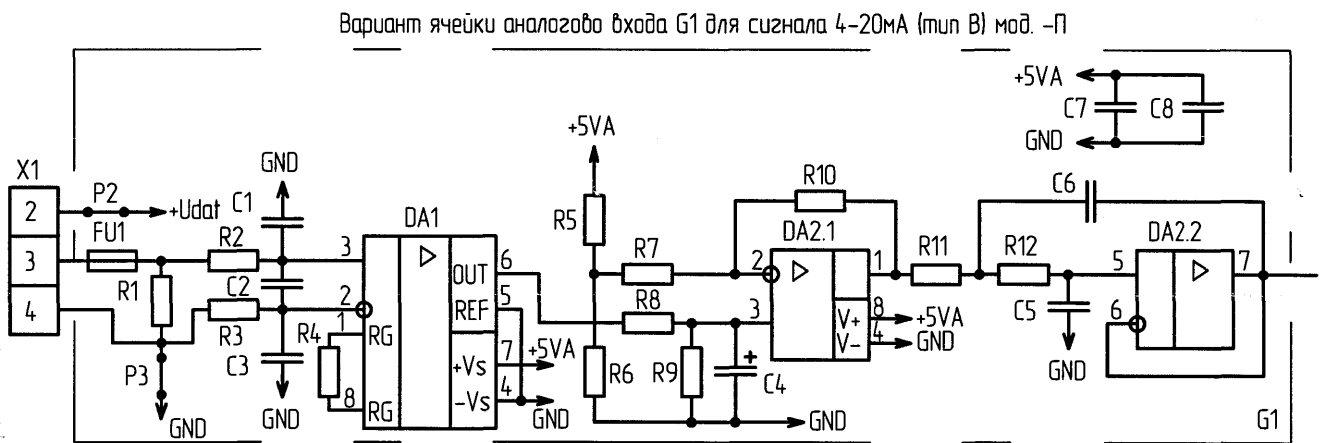 Вариант ячейки аналогово входа G1 для сигнала 4-20мА (тип В) мод. -П
+5VA
C7
C8
GND
+5VA
GND
X1
2
P2
+Udat
C1
3
FU1
R2
4
R1
C2
R3
P3
GND
C3
GND
DA1
3
2
1
R4
RG
8
RG
OUT
6
REF
5
+Vs
7
+5VA
-Vs
4
GND
R5
R7
R8
R6
R9
C4
GND
R10
DA2.1
2
3
1
V+
8
+5VA
V-
4
GND
R11
R12
C6
C5
GND
DA2.2
5
6
7
G1